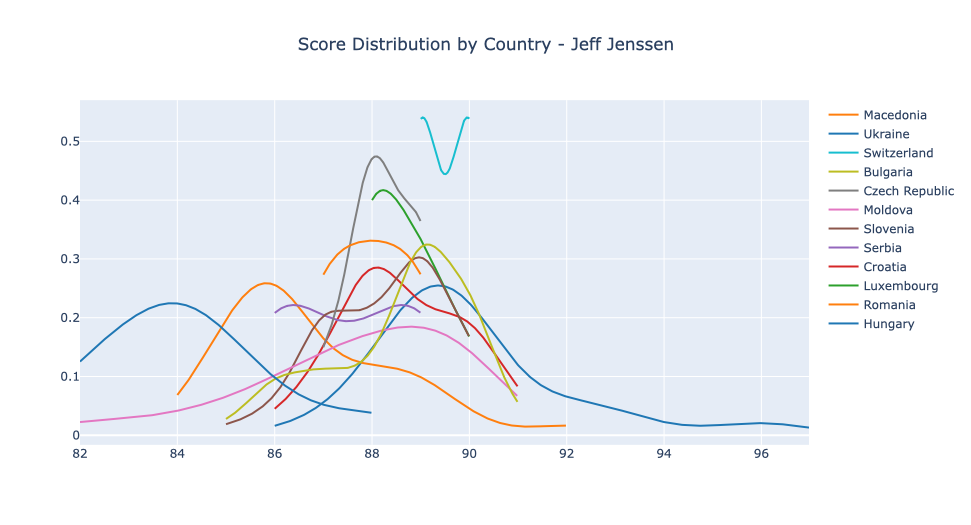 Score Distribution by Country - Jeff Jenssen
0.5
0.4
0.3
0.2
0.1
0
82 84 86 88 90 92 94 96
Macedonia
Ukraine
Switzerland
Bulgaria
Czech Republic
Moldova
Slovenia
Serbia
Croatia
Luxembourg
Romania
Hungary